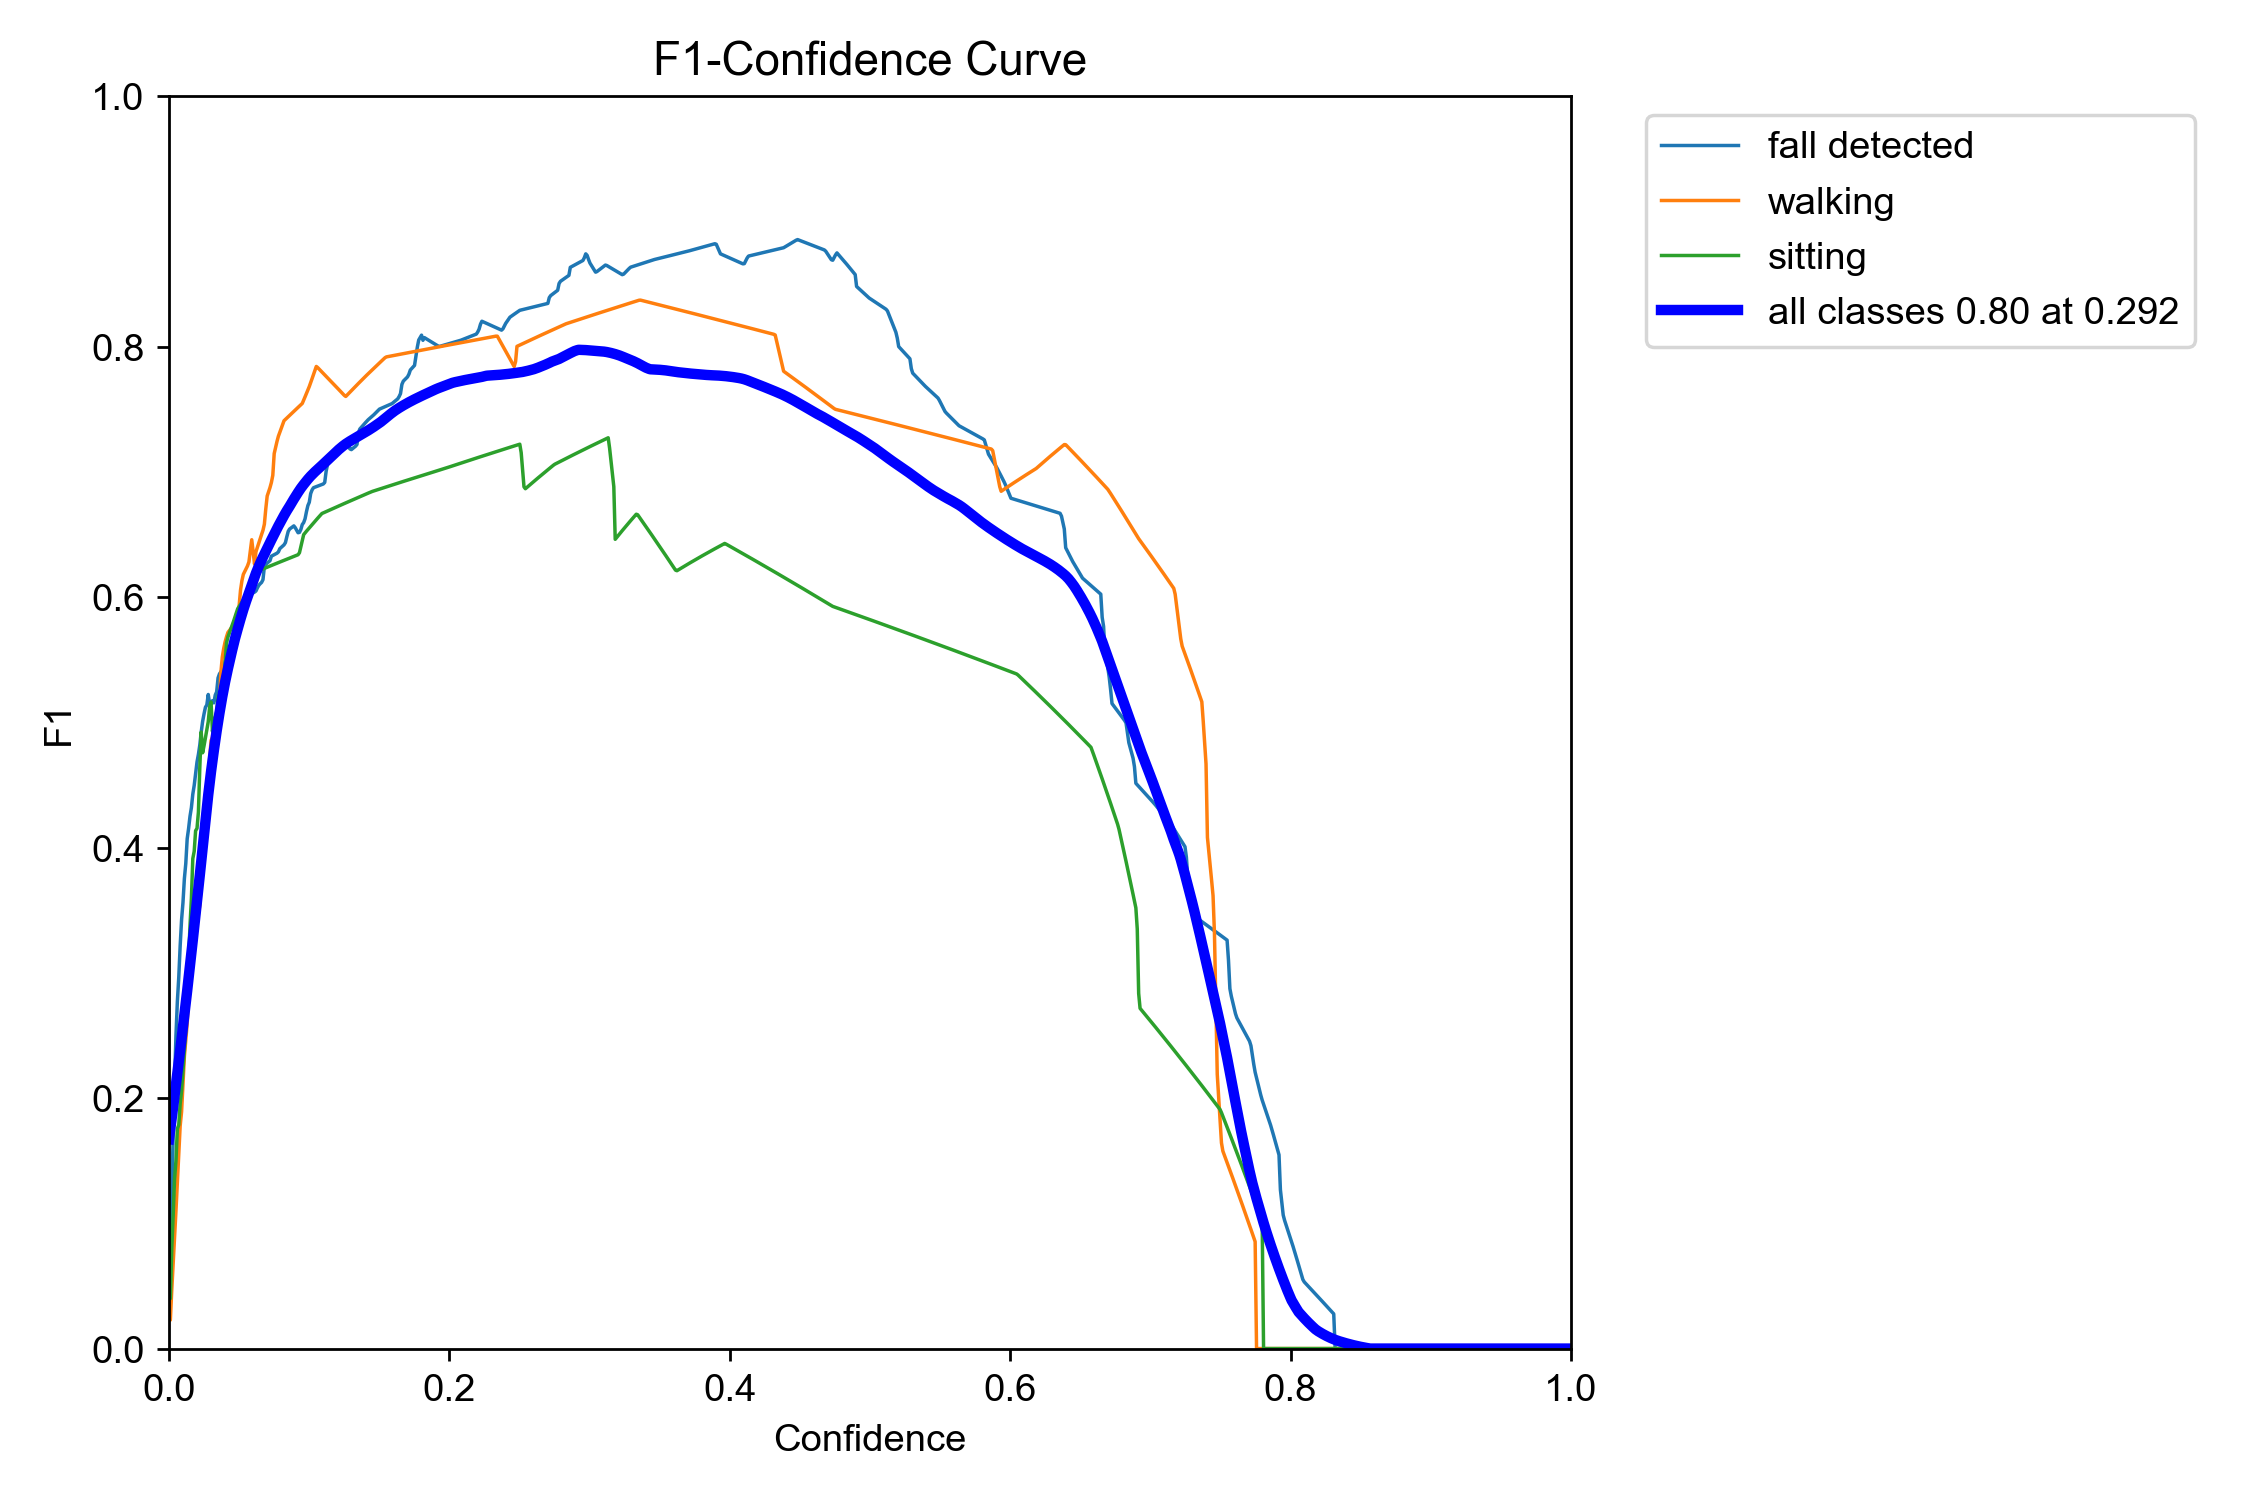 F1-Confidence Curve
1.0
0.8
0.6
0.4
0.2
0.0
F1
0.0 0.2 0.4 0.6 0.8 1.0
Confidence
fall detected
walking
sitting
all classes 0.80 at 0.292